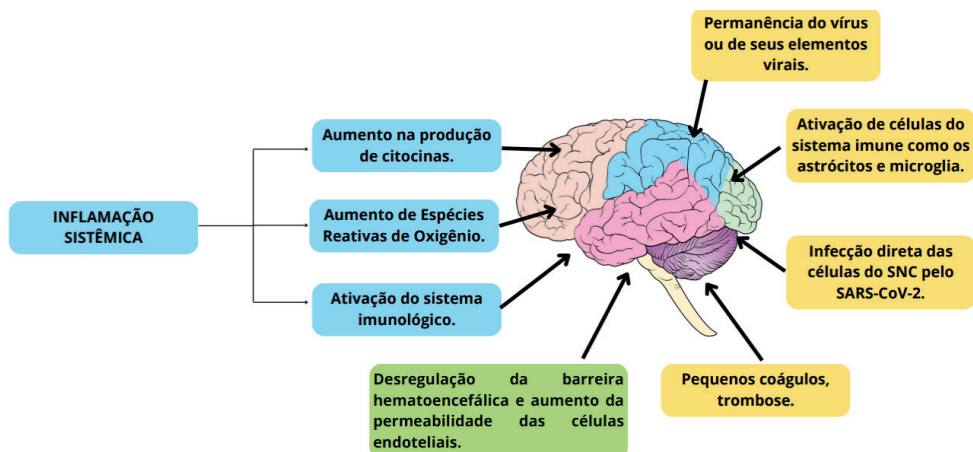 INFLAMAÇÃO
SISTÊMICA
Aumento na produção
de citocinas.
Aumento de Espécies
Reativas de Oxigênio.
Ativação do sistema
imunológico.
Desregulação da barreira
hematoencefálica e aumento da
permeabilidade das células
endoteliais.
Permanência do vírus
ou de seus elementos
virais.
Ativação de células do
sistema imune como os
astrócitos e microglia.
Infecção direta das
células do SNC pelo
SARS-CoV-2.
Pequenos coágulos,
trombose.